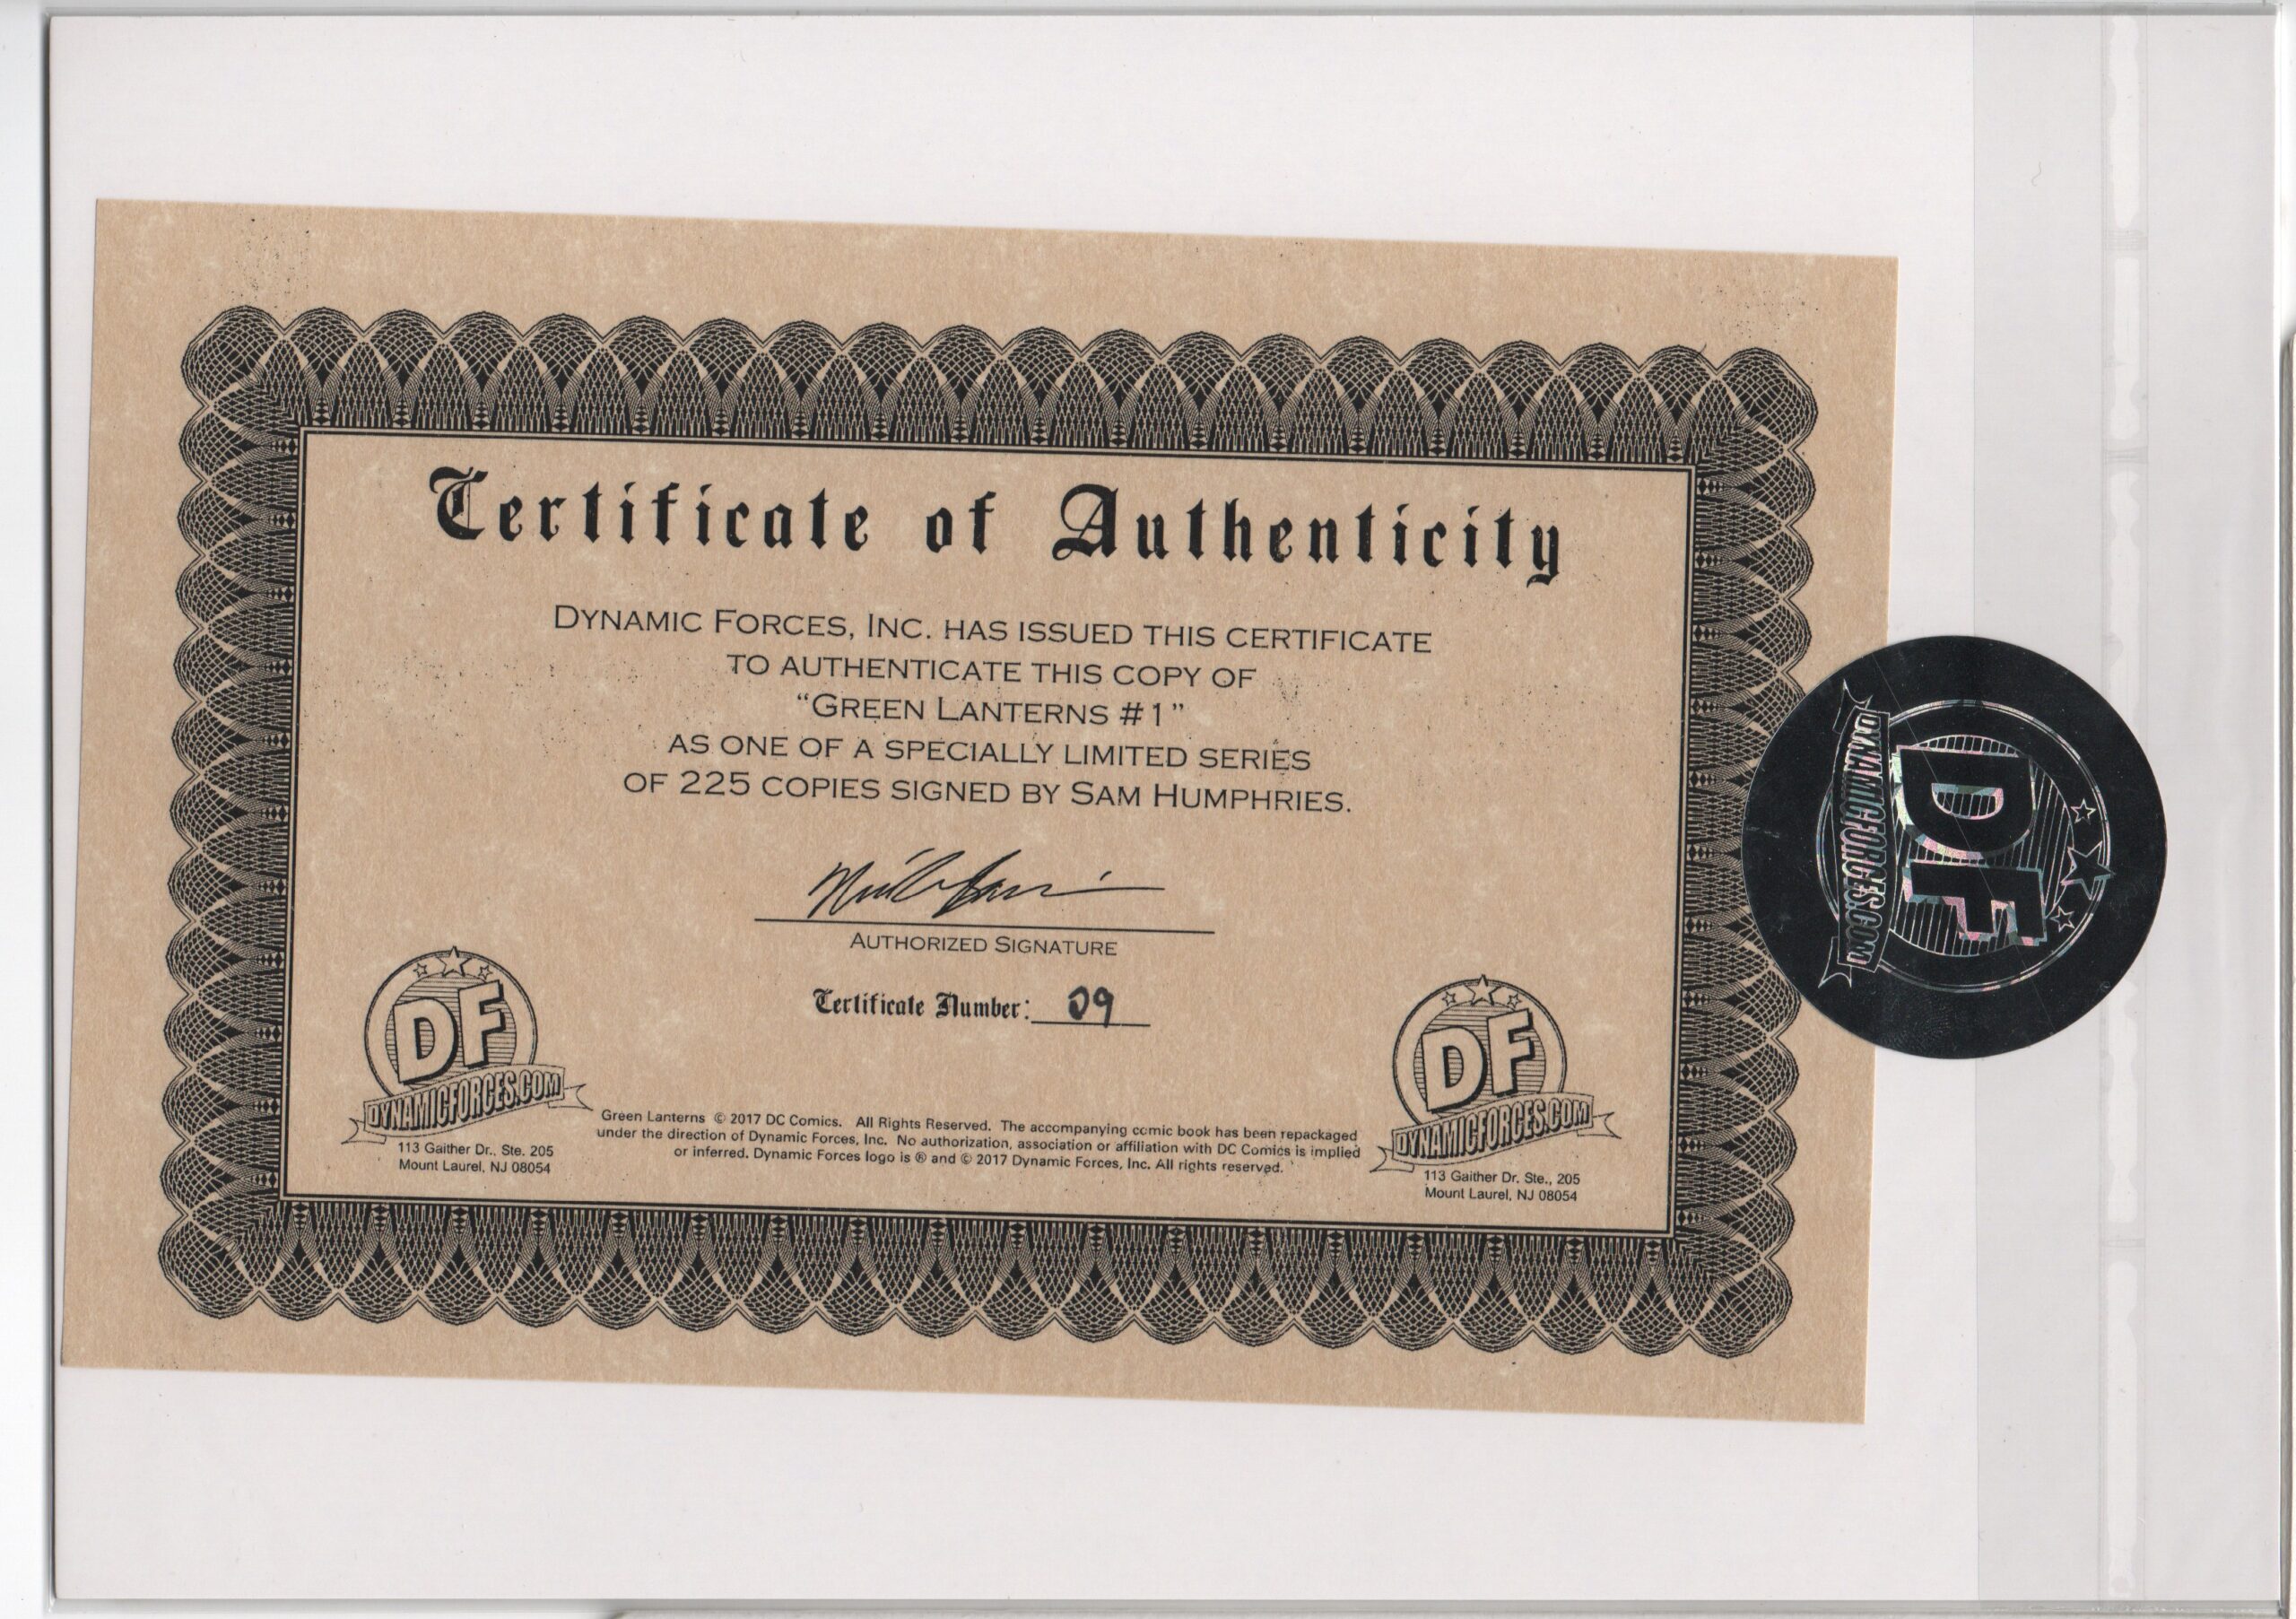 Certificate of Authenticity
DYNAMIC FORCES, INC. HAS ISSUED THIS CERTIFICATE
TO AUTHENTICATE THIS COPY OF
“GREEN LANTERNS #1”
AS ONE OF A SPECIALLY LIMITED SERIES
OF 225 COPIES SIGNED BY SAM HUMPHRIES.
AUTHORIZED SIGNATURE
Certificate Number: 09
DF
DYNAMICFORCES.COM
113 Gaither Dr., Ste. 205
Mount Laurel, NJ 08054
Green Lanterns © 2017 DC Comics. All Rights Reserved. The accompanying comic book has been repackaged
under the direction of Dynamic Forces, Inc. No authorization, association or affiliation with DC Comics is implied
or inferred. Dynamic Forces logo is ® and © 2017 Dynamic Forces, Inc. All rights reserved.
DF
DYNAMICFORCES.COM
113 Gaither Dr. Ste., 205
Mount Laurel, NJ 08054
DF
DYNAMICFORCES.COM